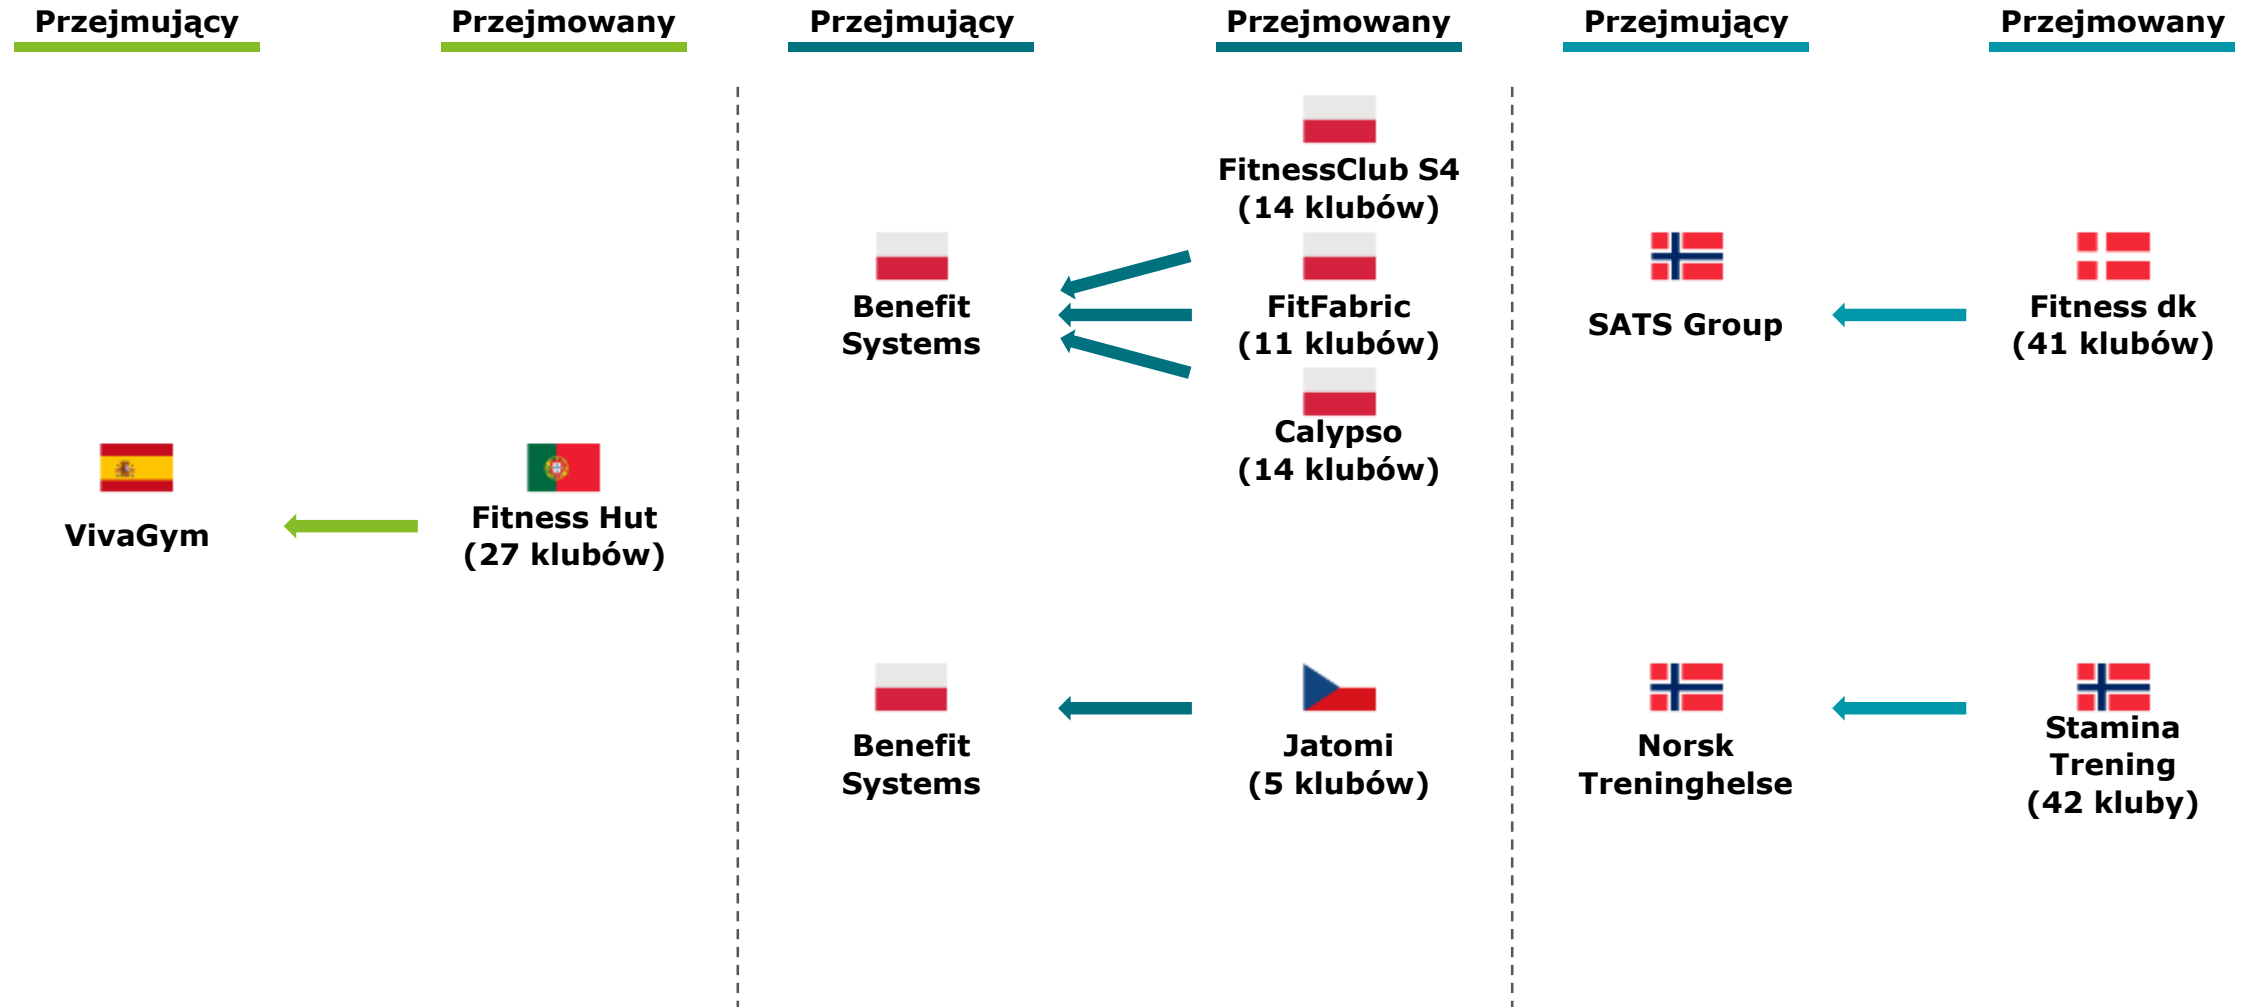 Przejmujący
Przejmowany
Przejmujący
Przejmowany
Przejmujący
Przejmowany
VivaGym
Fitness Hut
(27 klubów)
Benefit
Systems
FitnessClub S4
(14 klubów)
FitFabric
(11 klubów)
Calypso
(14 klubów)
Benefit
Systems
Jatomi
(5 klubów)
SATS Group
Fitness dk
(41 klubów)
Norsk
Treninghelse
Stamina
Trening
(42 kluby)